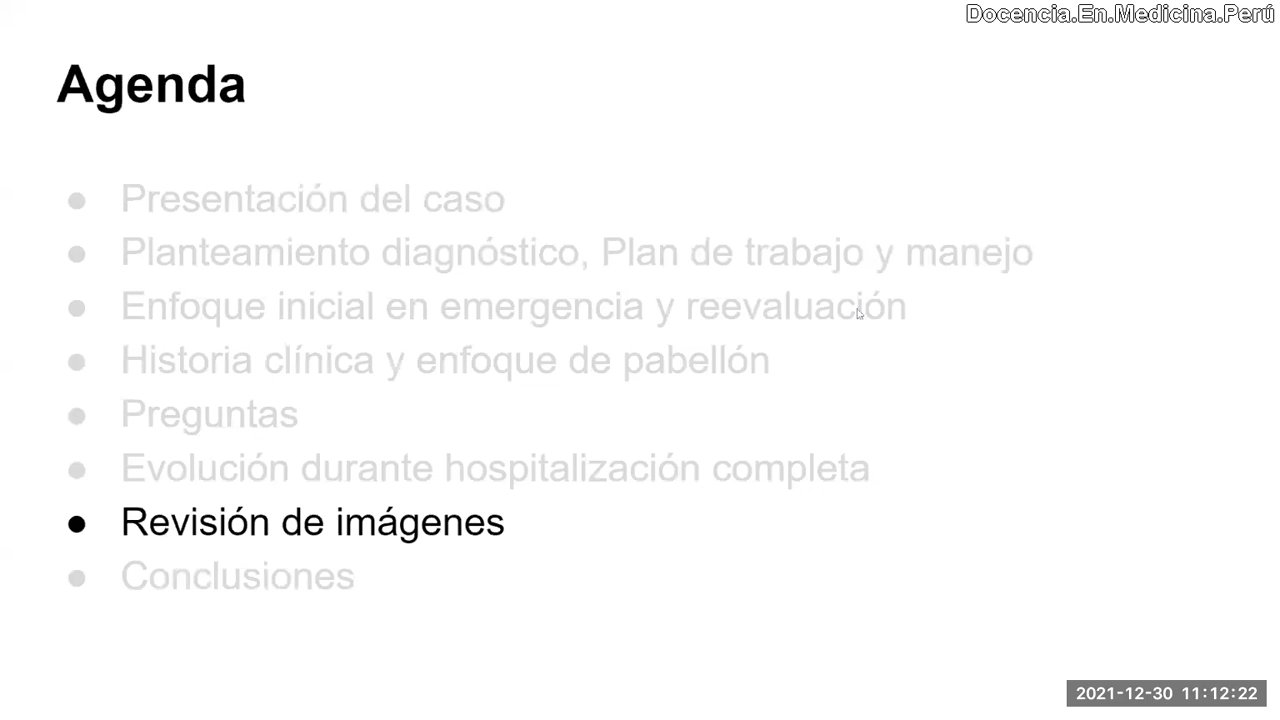 Docencia.En.Medicina.Perú
Agenda
● Presentación del caso
● Planteamiento diagnóstico, Plan de trabajo y manejo
● Enfoque inicial en emergencia y reevaluación
● Historia clínica y enfoque de pabellón
● Preguntas
● Evolución durante hospitalización completa
● Revisión de imágenes
● Conclusiones
2021-12-30 11:12:22